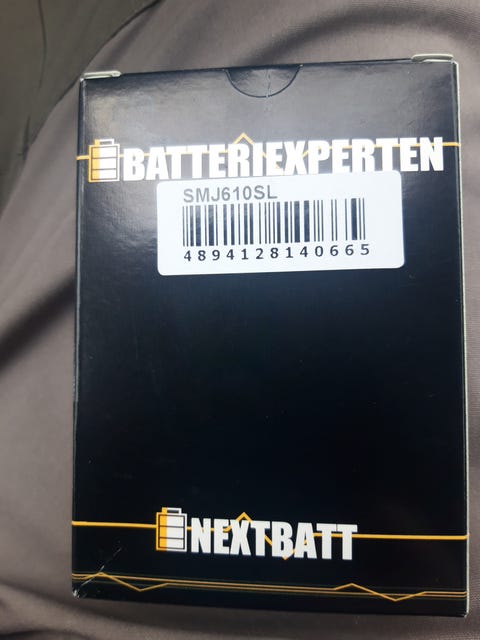 BATTERIEXPERTEN
SMJ610SL
4894128140665
NEXTBATT